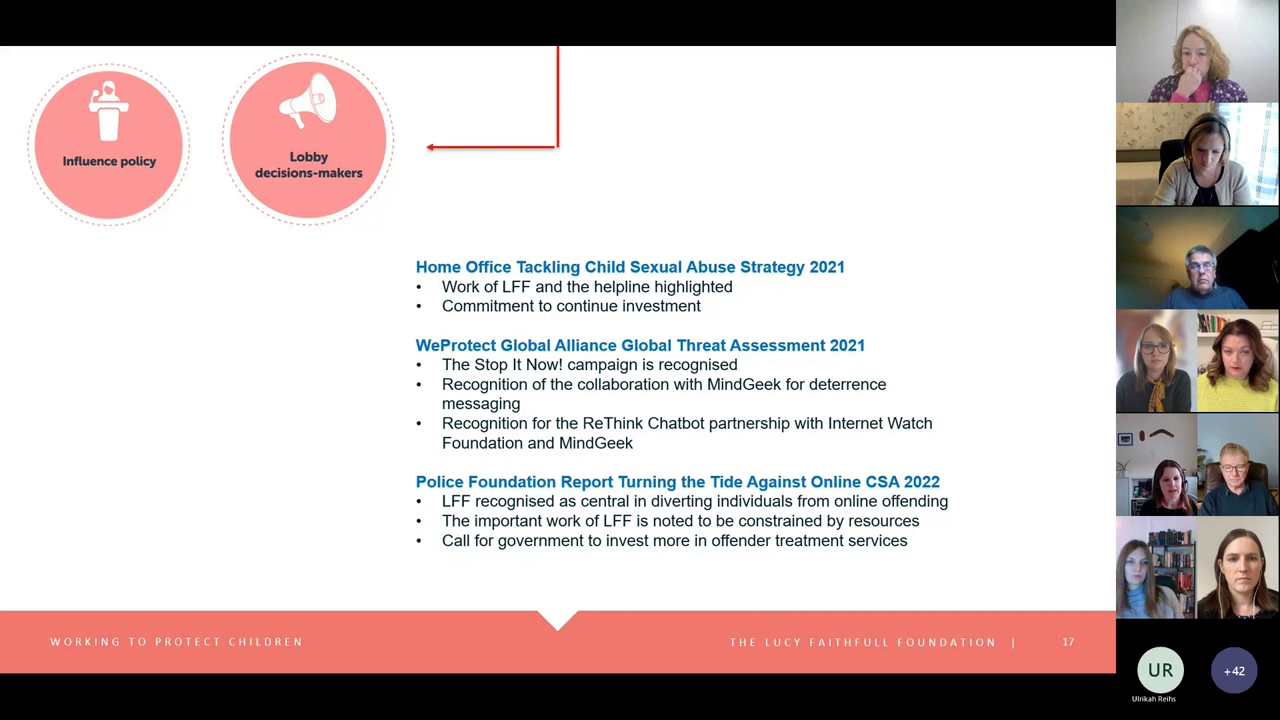 Influence policy
Lobby
decisions-makers
Home Office Tackling Child Sexual Abuse Strategy 2021
• Work of LFF and the helpline highlighted
• Commitment to continue investment
WeProtect Global Alliance Global Threat Assessment 2021
• The Stop It Now! campaign is recognised
• Recognition of the collaboration with MindGeek for deterrence
messaging
• Recognition for the ReThink Chatbot partnership with Internet Watch
Foundation and MindGeek
Police Foundation Report Turning the Tide Against Online CSA 2022
• LFF recognised as central in diverting individuals from online offending
• The important work of LFF is noted to be constrained by resources
• Call for government to invest more in offender treatment services
WORKING TO PROTECT CHILDREN
THE LUCY FAITHFULL FOUNDATION | 17
UR
Ulrikah Reihs
+42